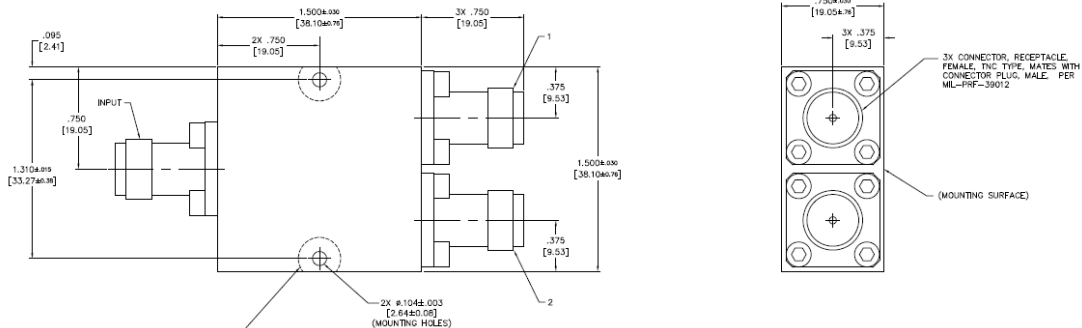 1.500±.030
[38.10±0.76]
3X .750
[19.05]
2X .750
[19.05]
.095
[2.41]
1
.375
[9.53]
INPUT
.750
[19.05]
1.310±.015
[33.27±0.38]
1.500±.030
[38.10±0.76]
.375
[9.53]
2X ø.104±.003
[2.64±0.08]
(MOUNTING HOLES)
2
.750±.030
[19.05±.76]
3X .375
[9.53]
3X CONNECTOR, RECEPTACLE,
FEMALE, TNC TYPE, MATES WITH
CONNECTOR PLUG, MALE, PER
MIL-PRF-39012
(MOUNTING SURFACE)